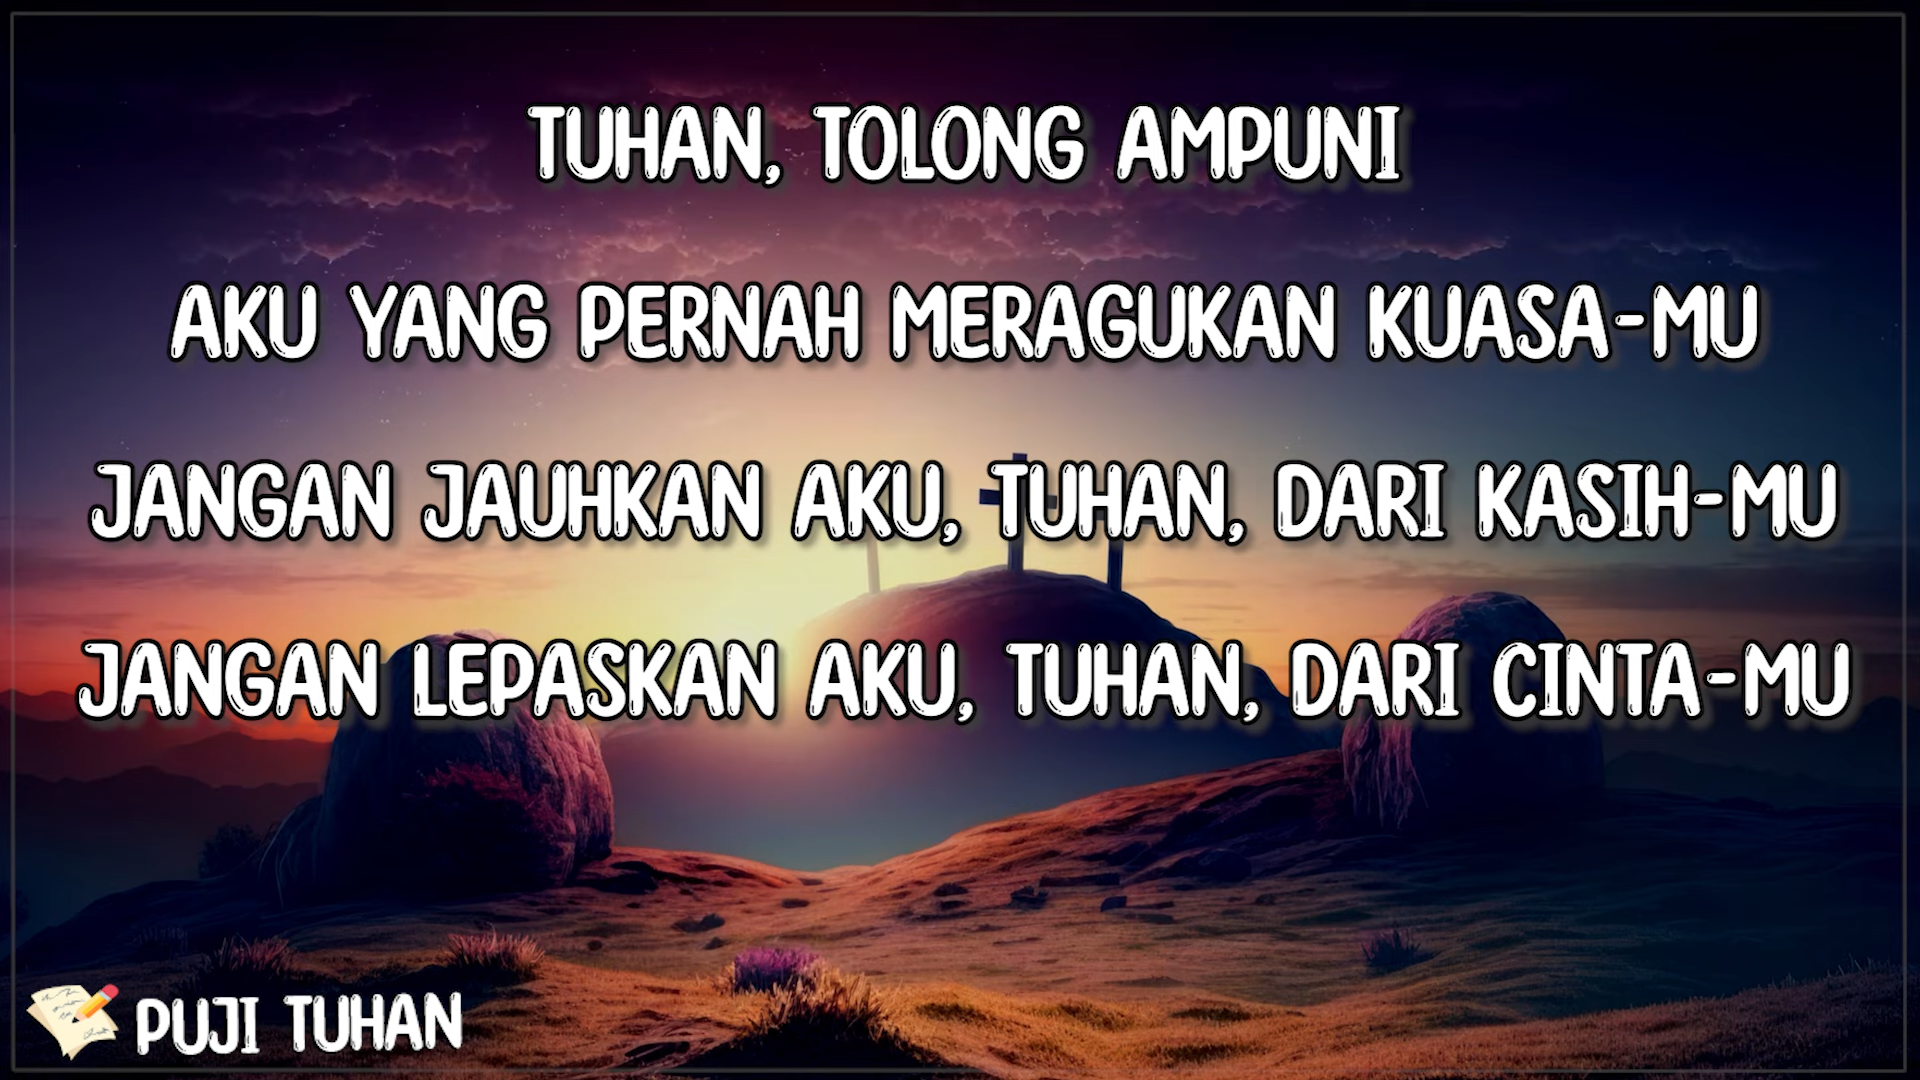 TUHAN, TOLONG AMPUNI
AKU YANG PERNAH MERAGUKAN KUASA-MU
JANGAN JAUHKAN AKU, TUHAN, DARI KASIH-MU
JANGAN LEPASKAN AKU, TUHAN, DARI CINTA-MU
PUJI TUHAN